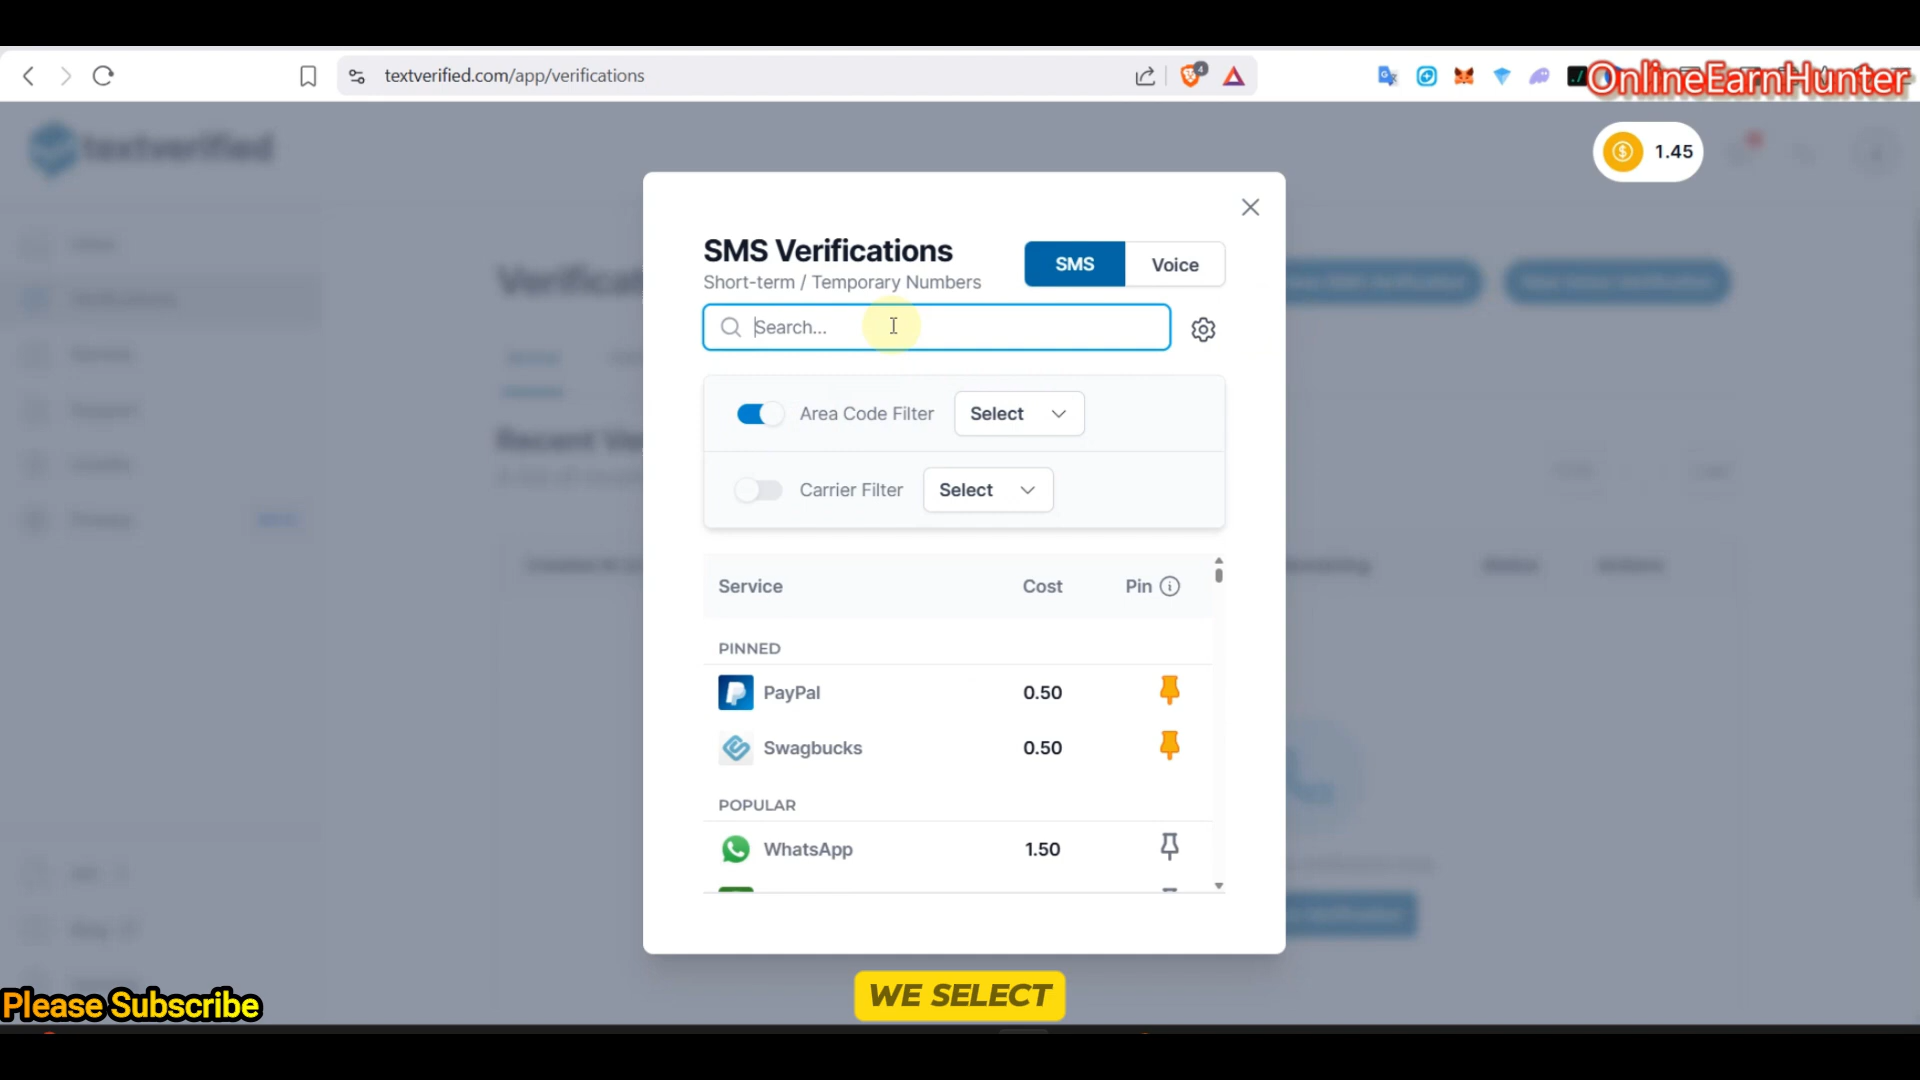 textverified.com/app/verifications
4
OnlineEarnHunter
textverified
1.45
SMS Verifications
SMS
Voice
Short-term / Temporary Numbers
Search...
Area Code Filter
Select
Carrier Filter
Select
Service
Cost
Pin
PINNED
PayPal
0.50
Swagbucks
0.50
POPULAR
WhatsApp
1.50
WE SELECT
Please Subscribe